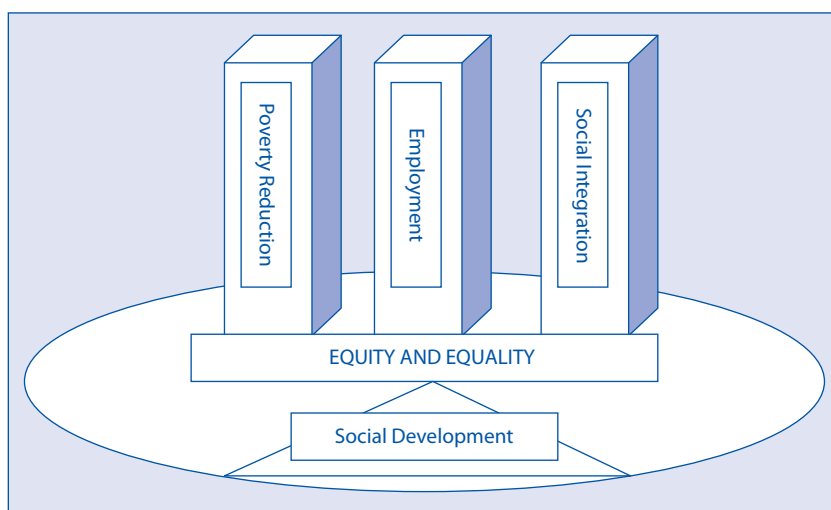 Poverty Reduction
Employment
Social Integration
EQUITY AND EQUALITY
Social Development